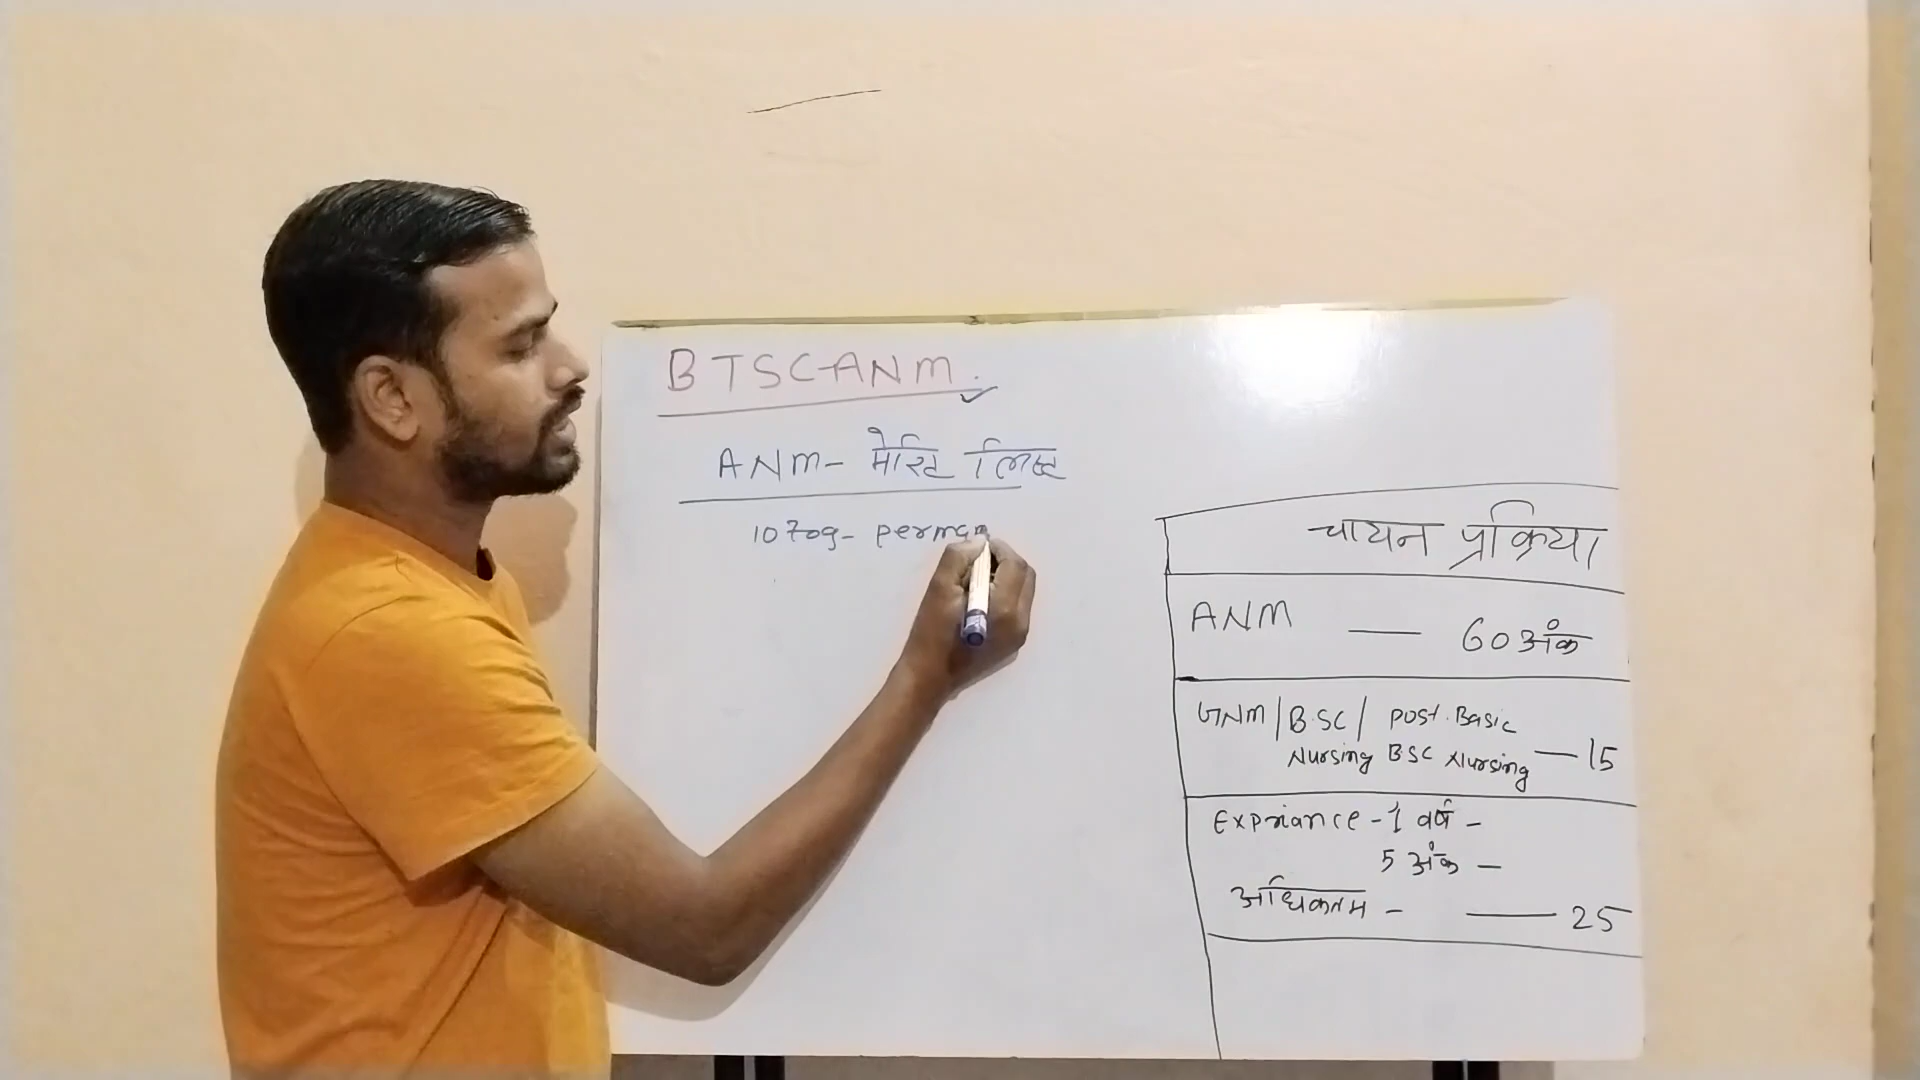 BTSC-ANM.
ANM- मेरिट लिस्ट
10709- perman
चायन प्रक्रिया
ANM — 60 अंक
GNM/B.SC/ Post.Basic
Nursing BSC Nursing — 15
Expriance - 1 वर्ष -
5 अंक -
अधिकतम - — 25